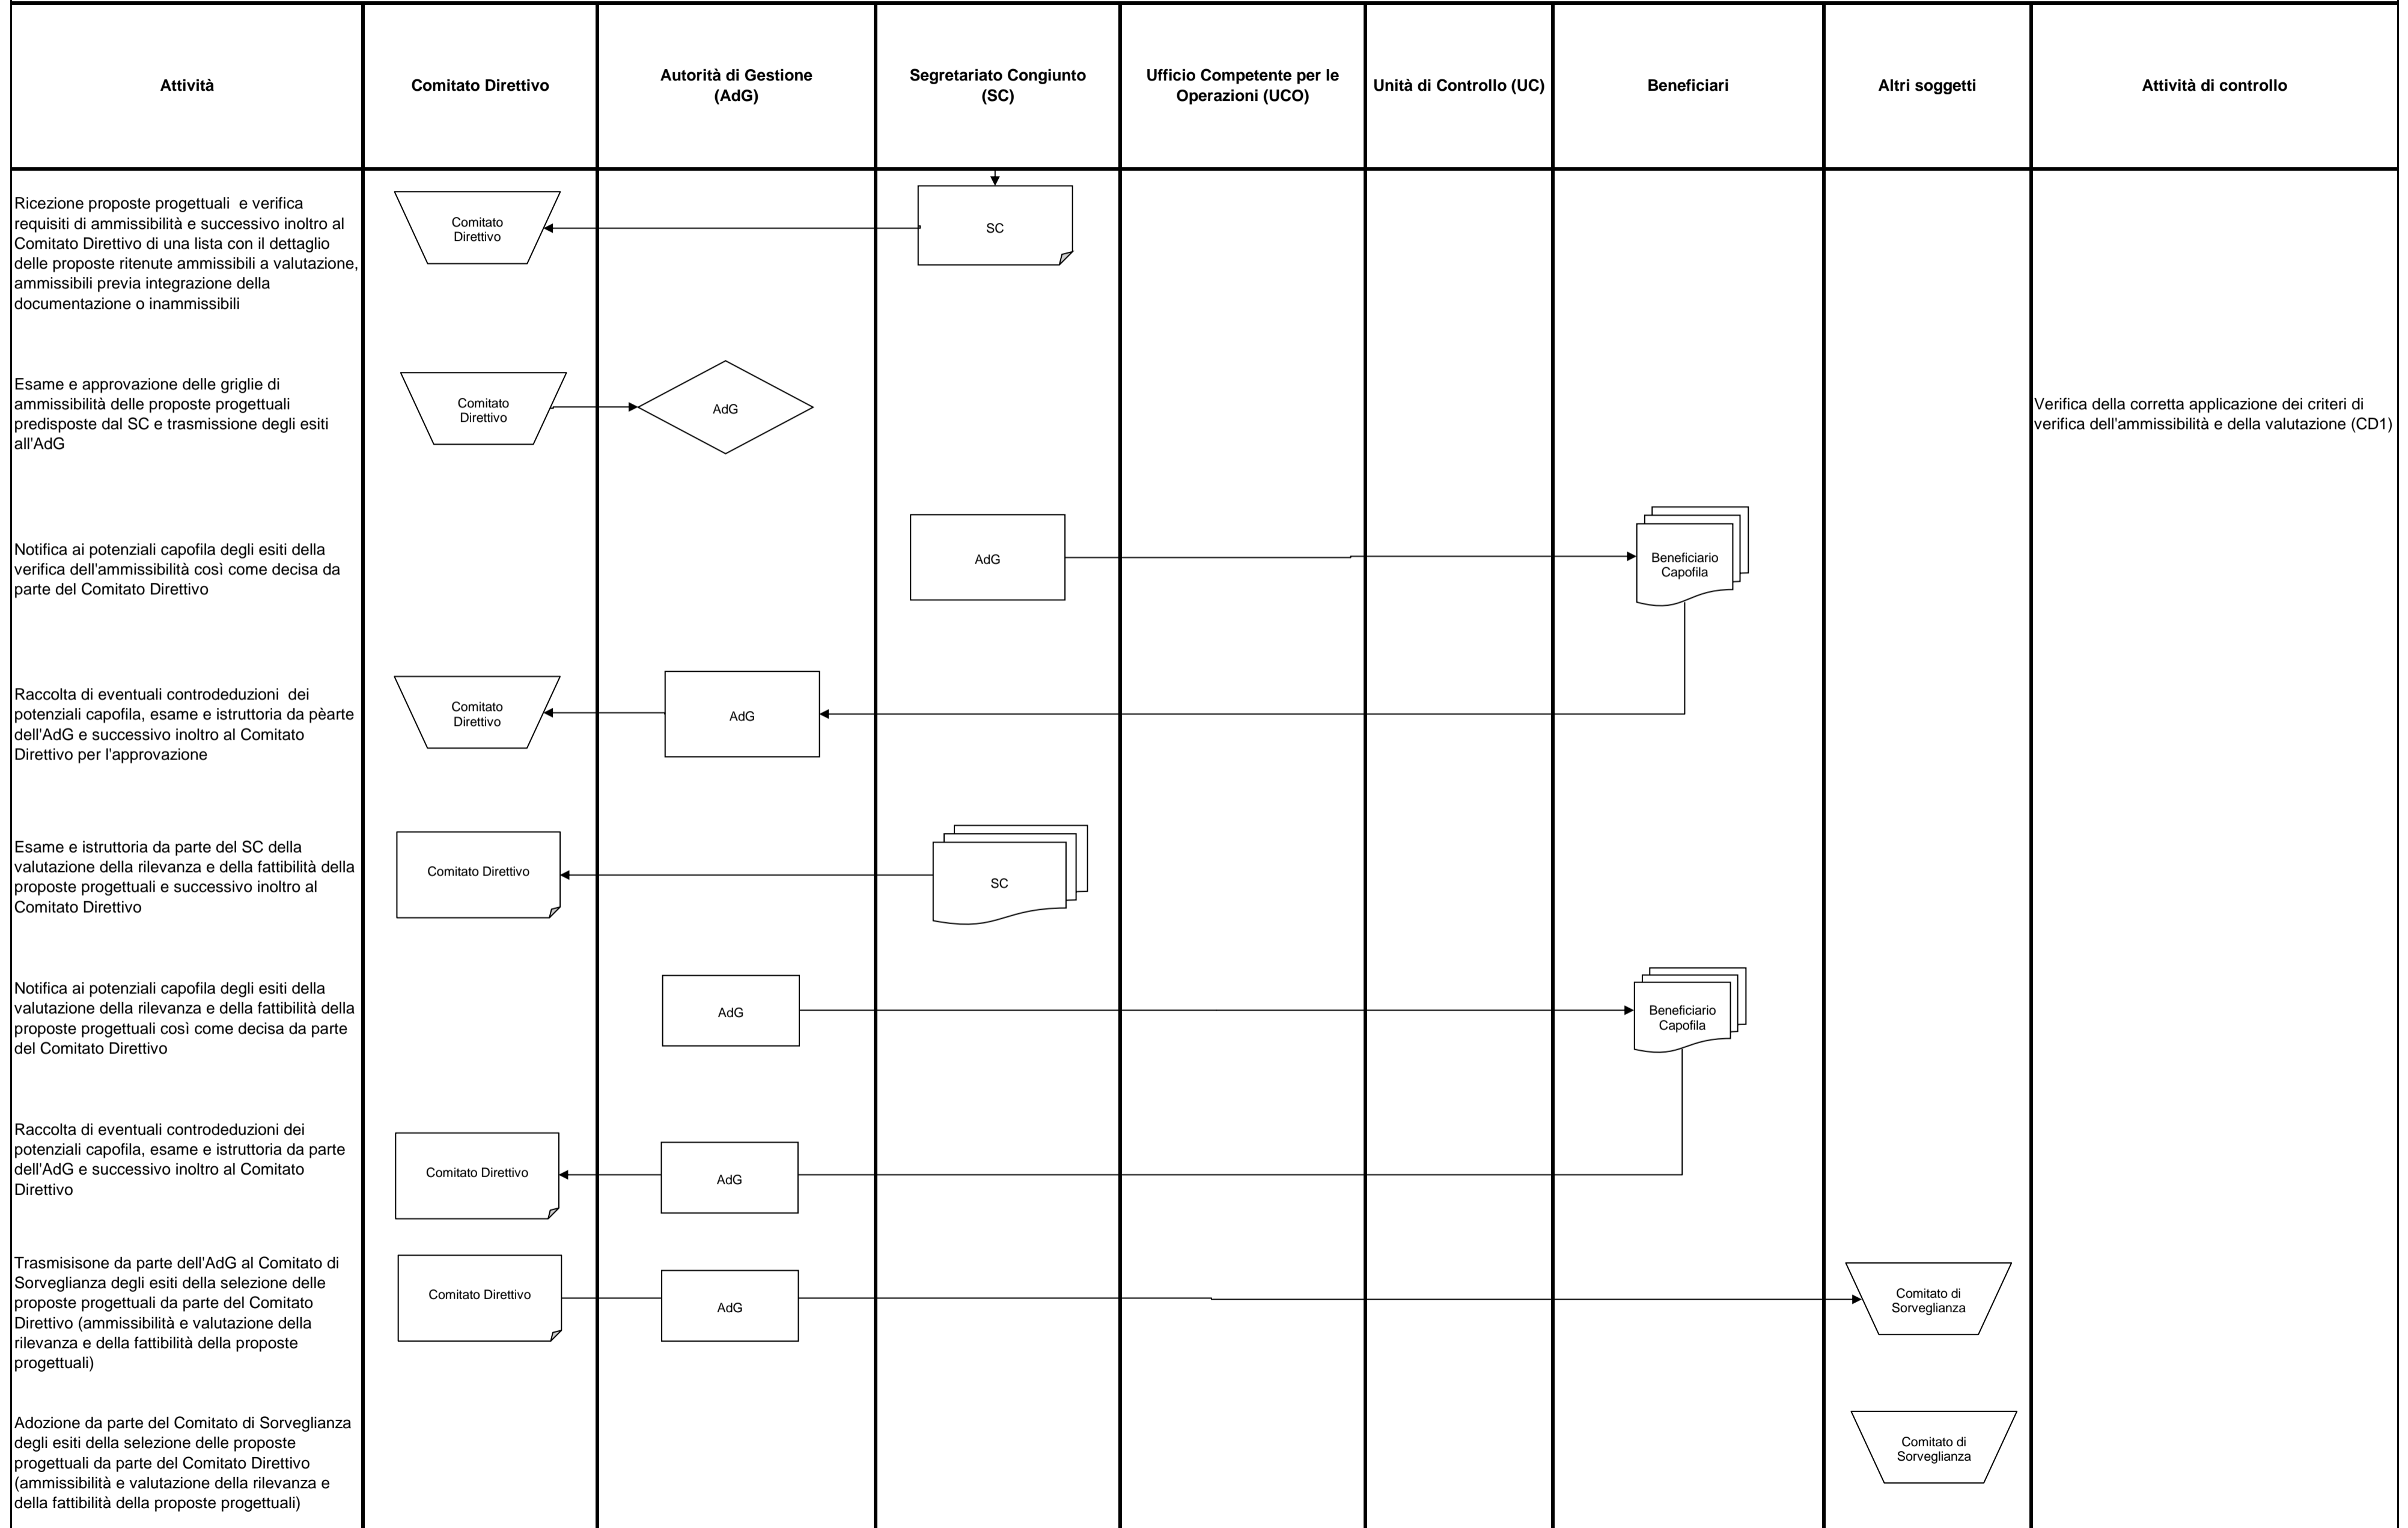 Attività
Comitato Direttivo
Autorità di Gestione
(AdG)
Segretariato Congiunto
(SC)
Ufficio Competente per le
Operazioni (UCO)
Unità di Controllo (UC)
Beneficiari
Altri soggetti
Attività di controllo
Ricezione proposte progettuali  e verifica
requisiti di ammissibilità e successivo inoltro al
Comitato Direttivo di una lista con il dettaglio
delle proposte ritenute ammissibili a valutazione,
ammissibili previa integrazione della
documentazione o inammissibili
Comitato
Direttivo
SC
Esame e approvazione delle griglie di
ammissibilità delle proposte progettuali
predisposte dal SC e trasmissione degli esiti
all'AdG
Comitato
Direttivo
AdG
Verifica della corretta applicazione dei criteri di
verifica dell'ammissibilità e della valutazione (CD1)
Notifica ai potenziali capofila degli esiti della
verifica dell'ammissibilità così come decisa da
parte del Comitato Direttivo
AdG
Beneficiario
Capofila
Raccolta di eventuali controdeduzioni  dei
potenziali capofila, esame e istruttoria da pèarte
dell'AdG e successivo inoltro al Comitato
Direttivo per l'approvazione
Comitato
Direttivo
AdG
Esame e istruttoria da parte del SC della
valutazione della rilevanza e della fattibilità della
proposte progettuali e successivo inoltro al
Comitato Direttivo
Comitato Direttivo
SC
Notifica ai potenziali capofila degli esiti della
valutazione della rilevanza e della fattibilità della
proposte progettuali così come decisa da parte
del Comitato Direttivo
AdG
Beneficiario
Capofila
Raccolta di eventuali controdeduzioni dei
potenziali capofila, esame e istruttoria da parte
dell'AdG e successivo inoltro al Comitato
Direttivo
Comitato Direttivo
AdG
Trasmisisone da parte dell'AdG al Comitato di
Sorveglianza degli esiti della selezione delle
proposte progettuali da parte del Comitato
Direttivo (ammissibilità e valutazione della
rilevanza e della fattibilità della proposte
progettuali)
Comitato Direttivo
AdG
Comitato di
Sorveglianza
Adozione da parte del Comitato di Sorveglianza
degli esiti della selezione delle proposte
progettuali da parte del Comitato Direttivo
(ammissibilità e valutazione della rilevanza e
della fattibilità della proposte progettuali)
Comitato di
Sorveglianza